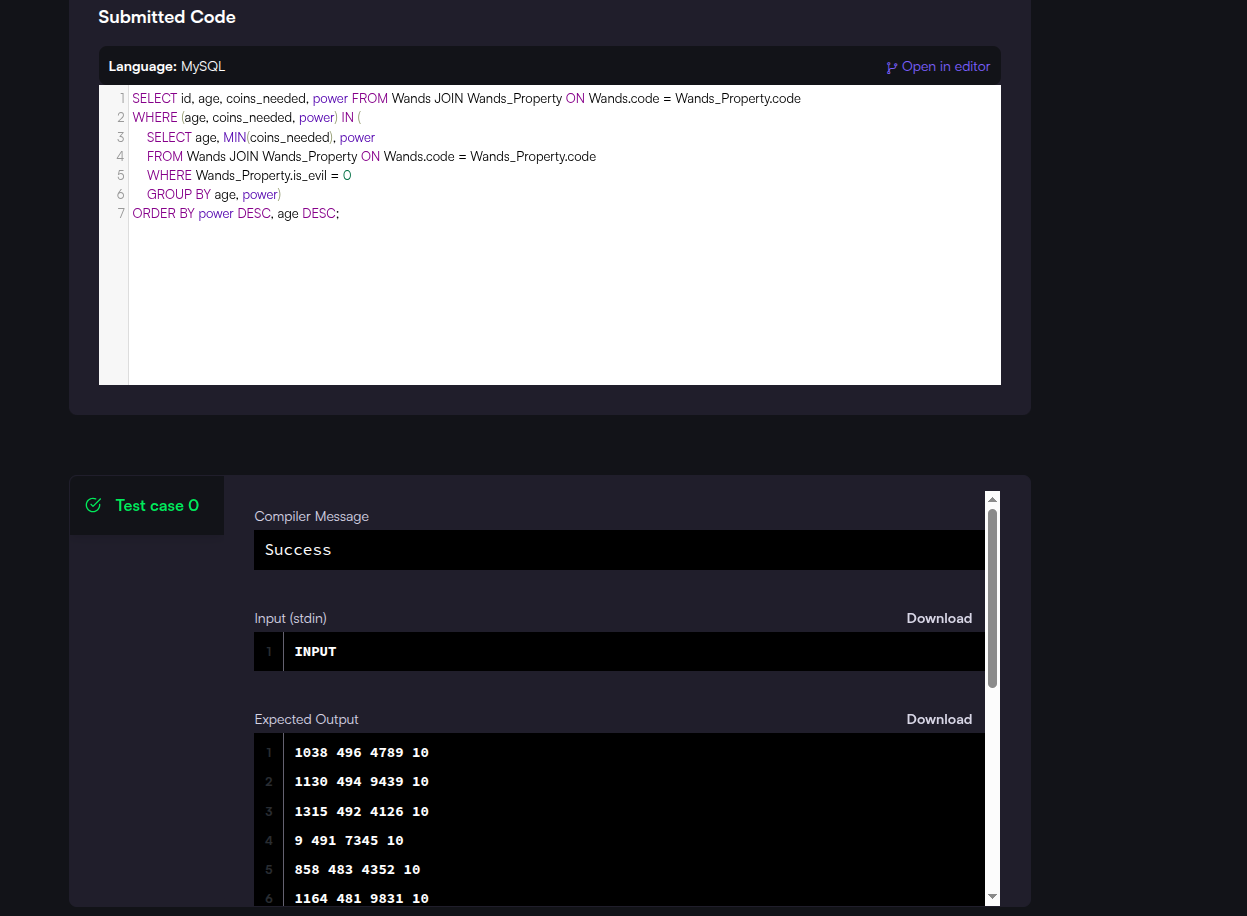 Submitted Code
Language: MySQL
Open in editor
1 SELECT id, age, coins_needed, power FROM Wands JOIN Wands_Property ON Wands.code = Wands_Property.code
2 WHERE (age, coins_needed, power) IN (
3 SELECT age, MIN(coins_needed), power
4 FROM Wands JOIN Wands_Property ON Wands.code = Wands_Property.code
5 WHERE Wands_Property.is_evil = 0
6 GROUP BY age, power)
7 ORDER BY power DESC, age DESC;
Test case 0
Compiler Message
Success
Input (stdin)
Download
1 INPUT
Expected Output
Download
1 1038 496 4789 10
2 1130 494 9439 10
3 1315 492 4126 10
4 9 491 7345 10
5 858 483 4352 10
6 1164 481 9831 10